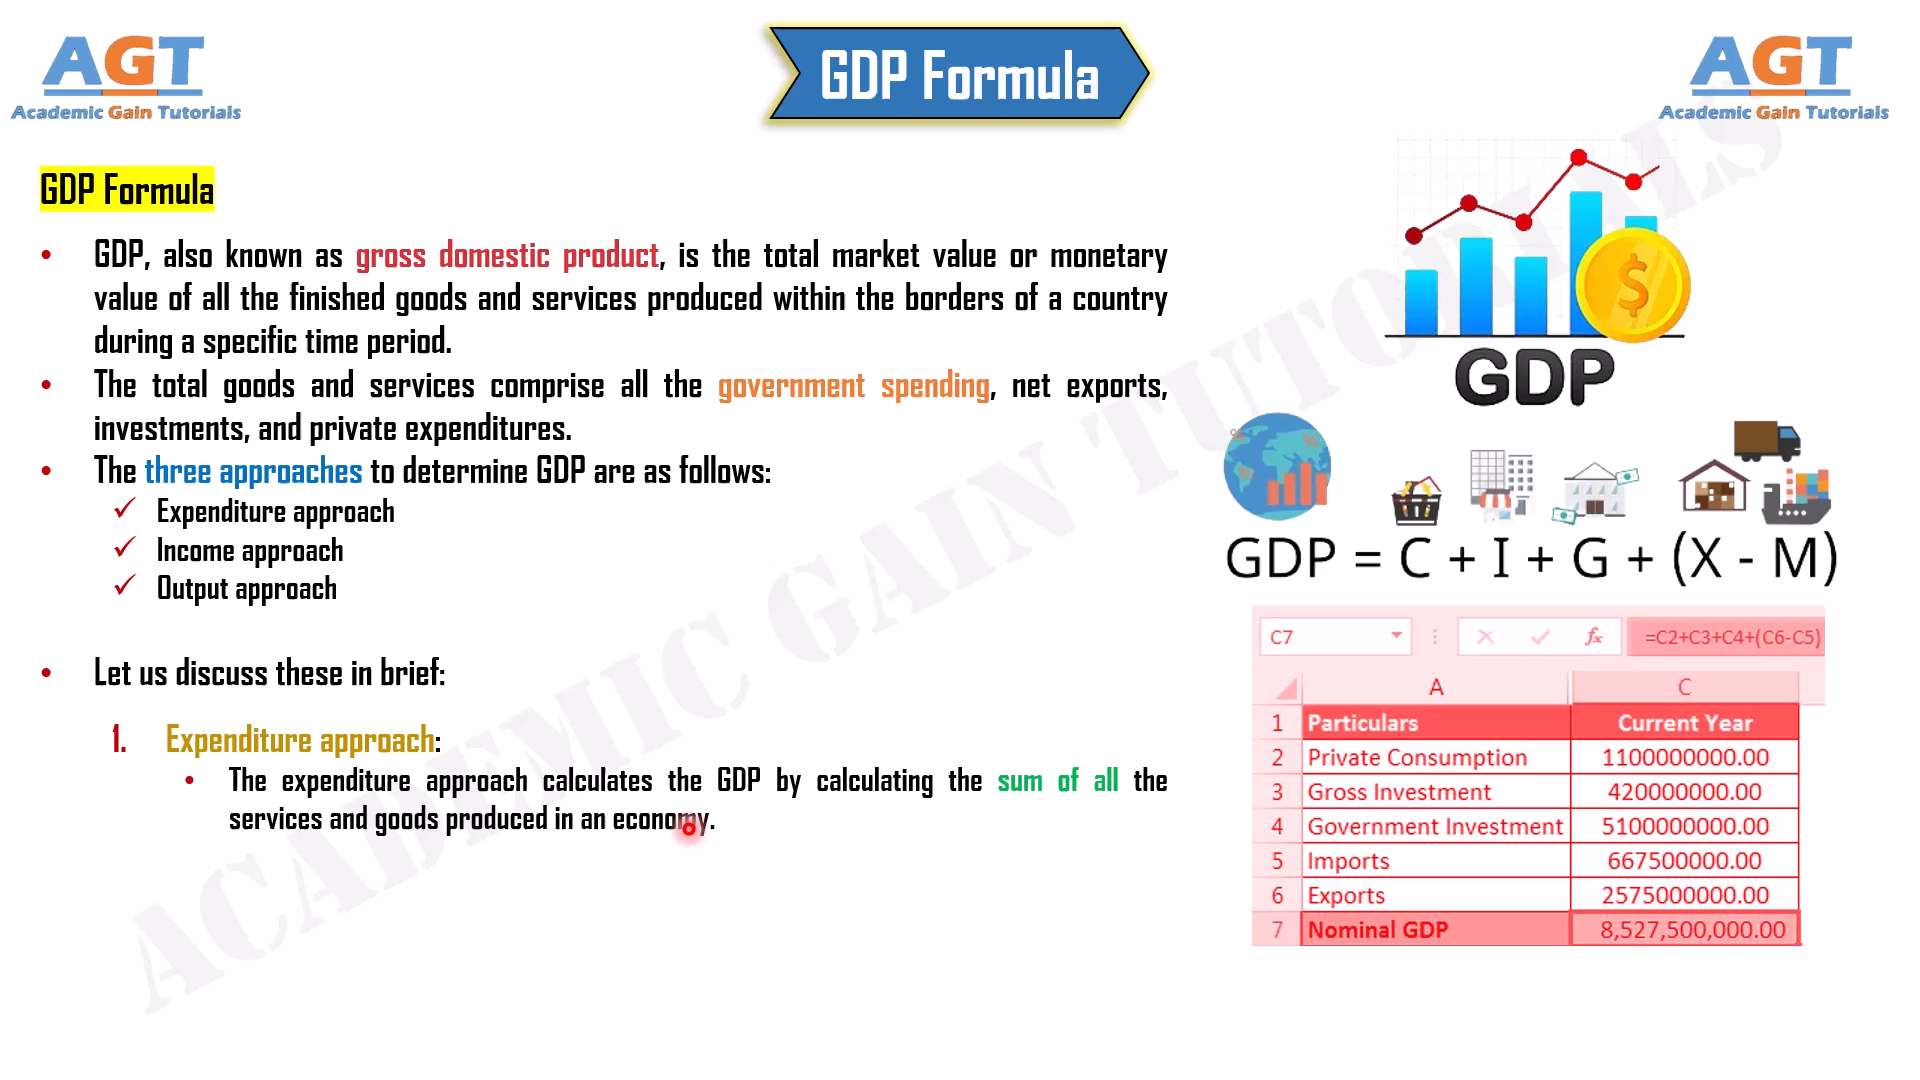 AGT
Academic Gain Tutorials
GDP Formula
AGT
Academic Gain Tutorials
GDP Formula
• GDP, also known as gross domestic product, is the total market value or monetary
value of all the finished goods and services produced within the borders of a country
during a specific time period.
• The total goods and services comprise all the government spending, net exports,
investments, and private expenditures.
• The three approaches to determine GDP are as follows:
✓ Expenditure approach
✓ Income approach
✓ Output approach
• Let us discuss these in brief:
1. Expenditure approach:
• The expenditure approach calculates the GDP by calculating the sum of all the
services and goods produced in an economy.
$
GDP
GDP = C + I + G + (X - M)
C7 fx =C2+C3+C4+(C6-C5)
A C
1 Particulars Current Year
2 Private Consumption 1100000000.00
3 Gross Investment 420000000.00
4 Government Investment 5100000000.00
5 Imports 667500000.00
6 Exports 2575000000.00
7 Nominal GDP 8,527,500,000.00
ACADEMIC GAIN TUTORIALS